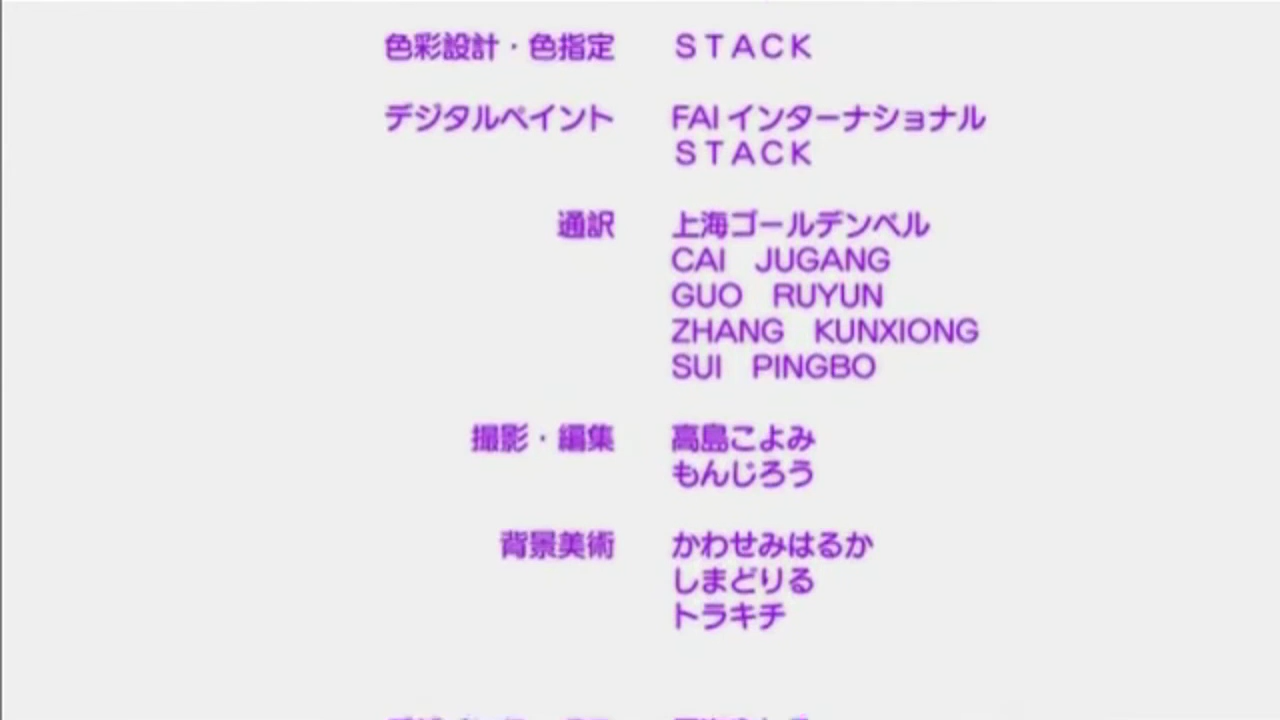 色彩設計・色指定　ＳＴＡＣＫ
デジタルペイント　FAIインターナショナル
ＳＴＡＣＫ
通訳　上海ゴールデンベル
CAI　JUGANG
GUO　RUYUN
ZHANG　KUNXIONG
SUI　PINGBO
撮影・編集　高島こよみ
もんじろう
背景美術　かわせみはるか
しまどりる
トラキチ